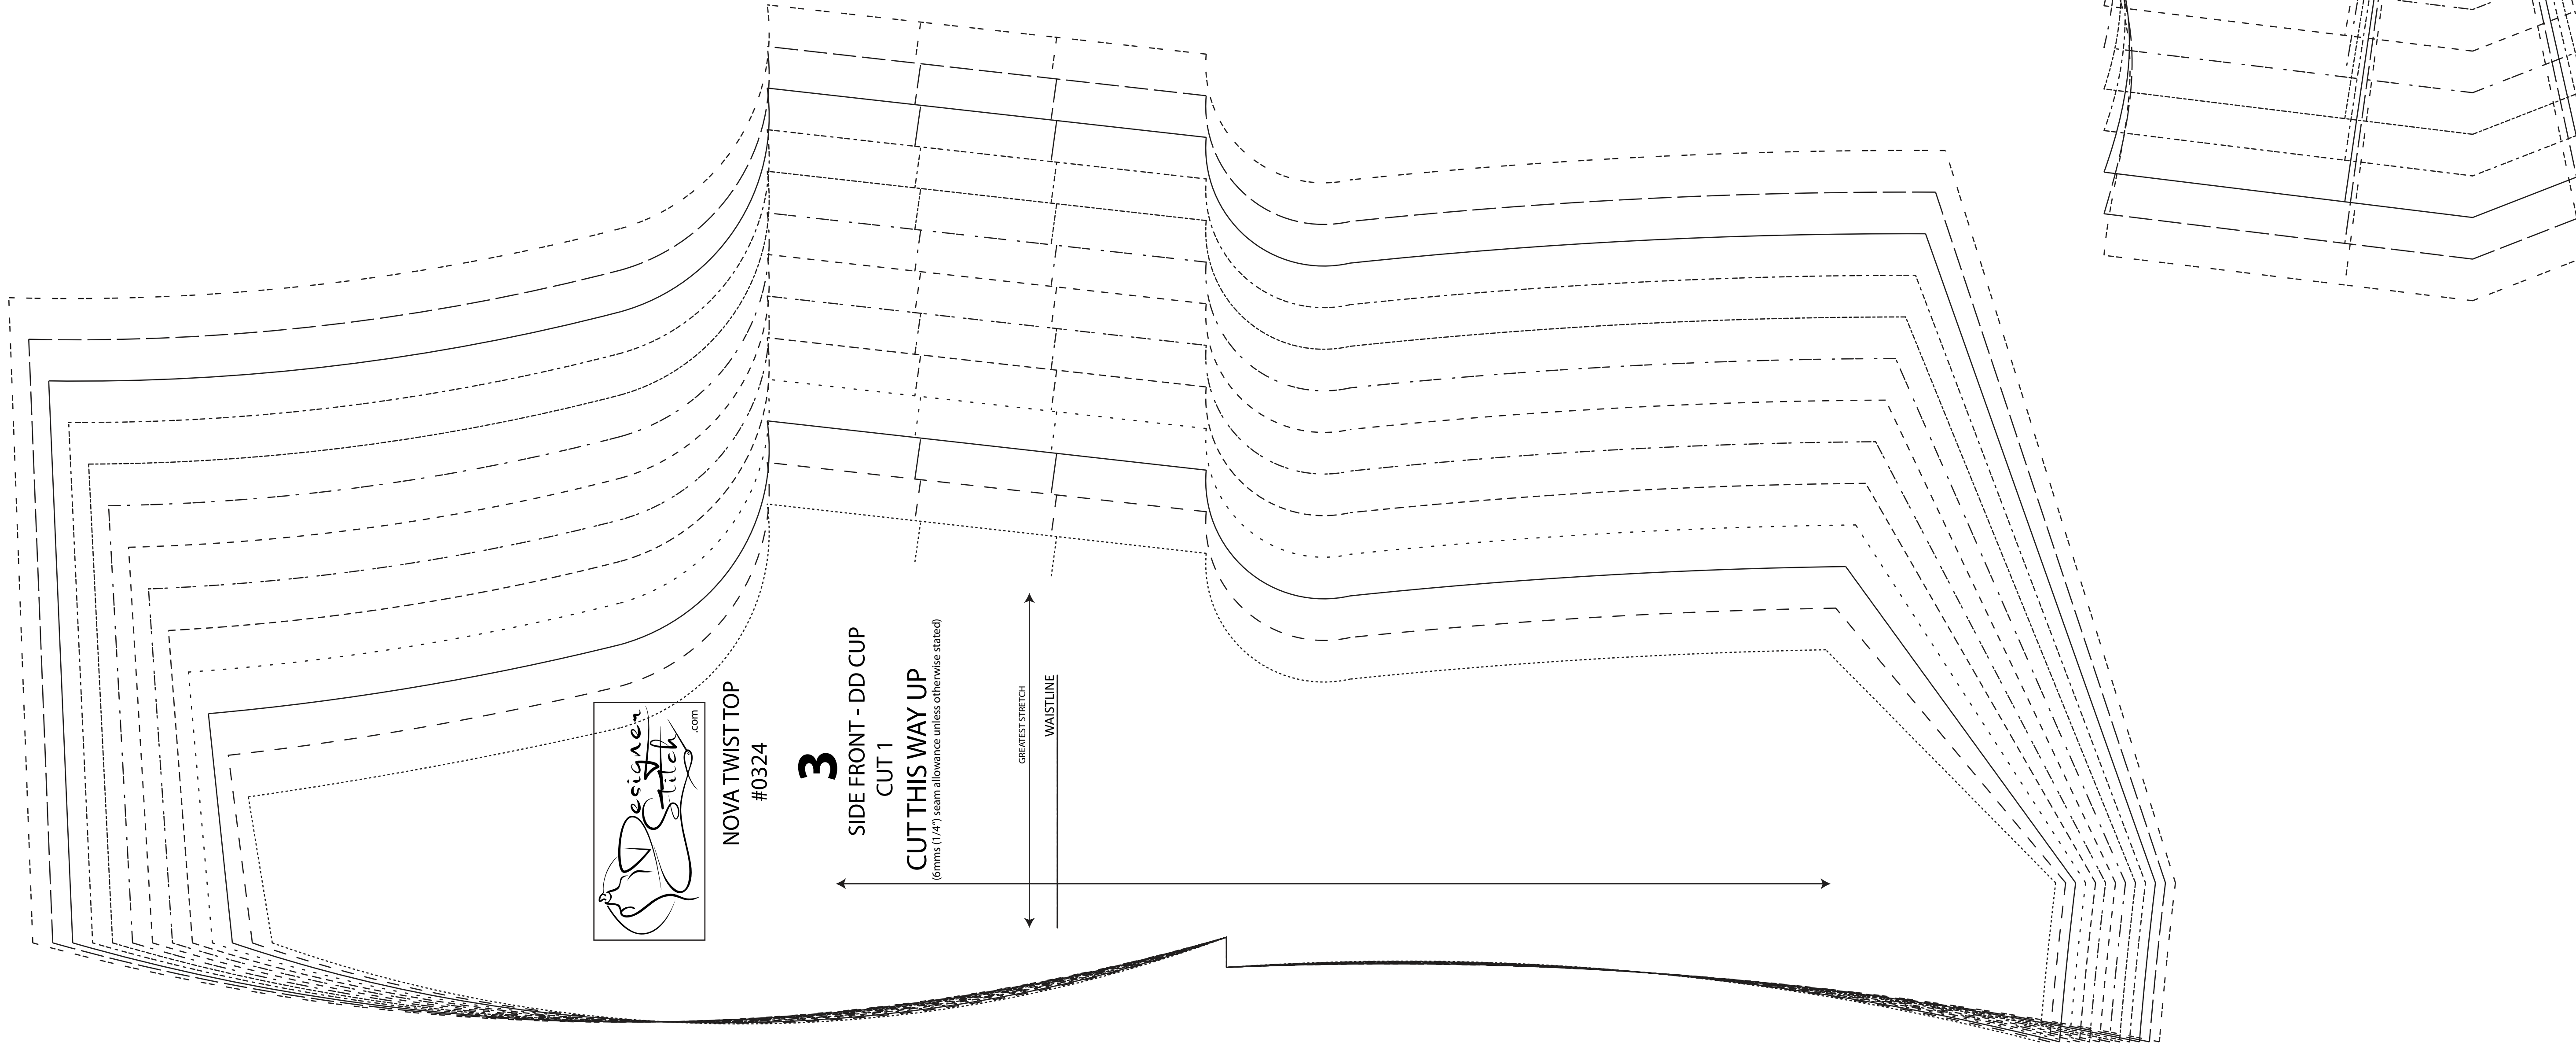 Designer
Stitch
.com
NOVA TWIST TOP
#0324
3
SIDE FRONT - DD CUP
CUT 1
CUT THIS WAY UP
(6mms (1/4") seam allowance unless otherwise stated)
GREATEST STRETCH
WAISTLINE